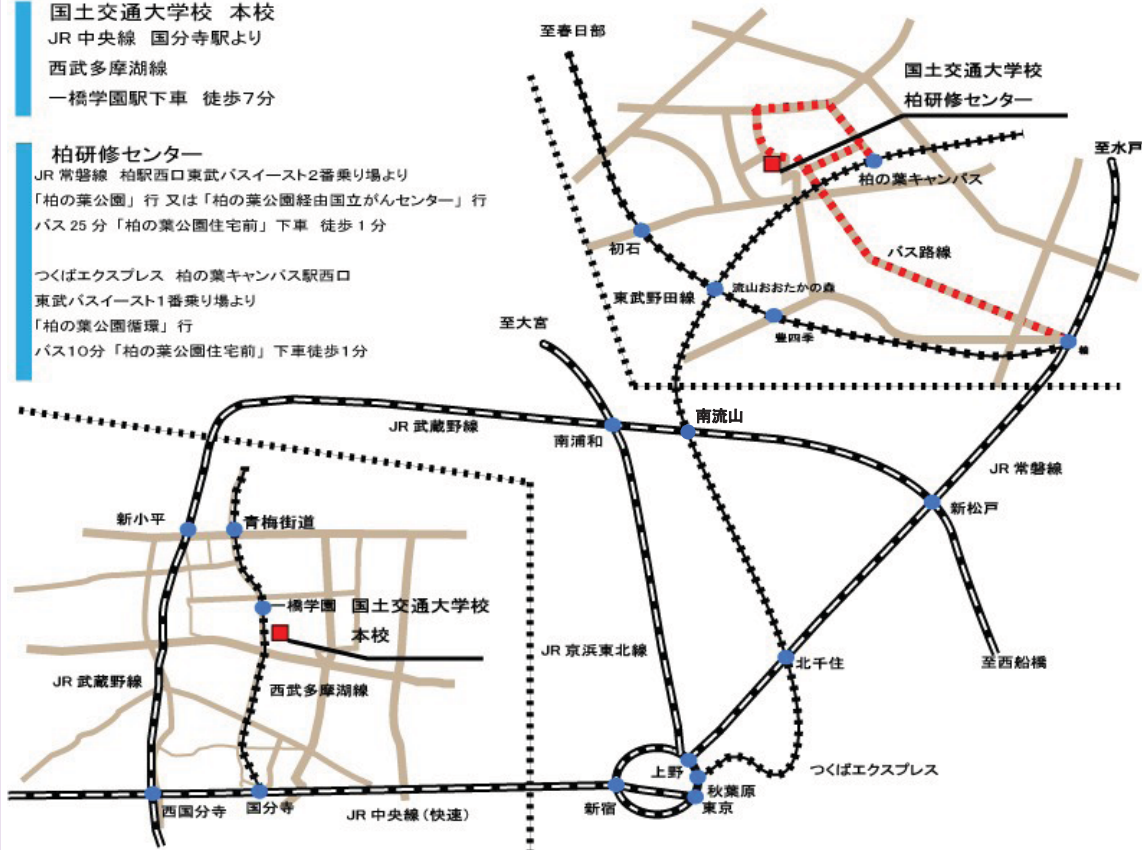 国土交通大学校 本校
JR 中央線 国分寺駅より
西武多摩湖線
一橋学園駅下車 徒歩7分
柏研修センター
JR 常磐線 柏駅西口東武バスイースト2番乗り場より
「柏の葉公園」行 又は「柏の葉公園経由国立がんセンター」行
バス 25 分「柏の葉公園住宅前」下車 徒歩 1 分
つくばエクスプレス 柏の葉キャンパス駅西口
東武バスイースト1番乗り場より
「柏の葉公園循環」行
バス10分「柏の葉公園住宅前」下車徒歩1分
至春日部
国土交通大学校
柏研修センター
至水戸
柏の葉キャンパス
初石
バス路線
東武野田線
流山おおたかの森
至大宮
豊四季
柏
南流山
JR 武蔵野線
南浦和
JR 常磐線
新松戸
新小平
青梅街道
一橋学園
国土交通大学校
本校
JR 京浜東北線
北千住
至西船橋
JR 武蔵野線
西武多摩湖線
上野
つくばエクスプレス
秋葉原
西国分寺
国分寺
JR 中央線（快速）
新宿
東京